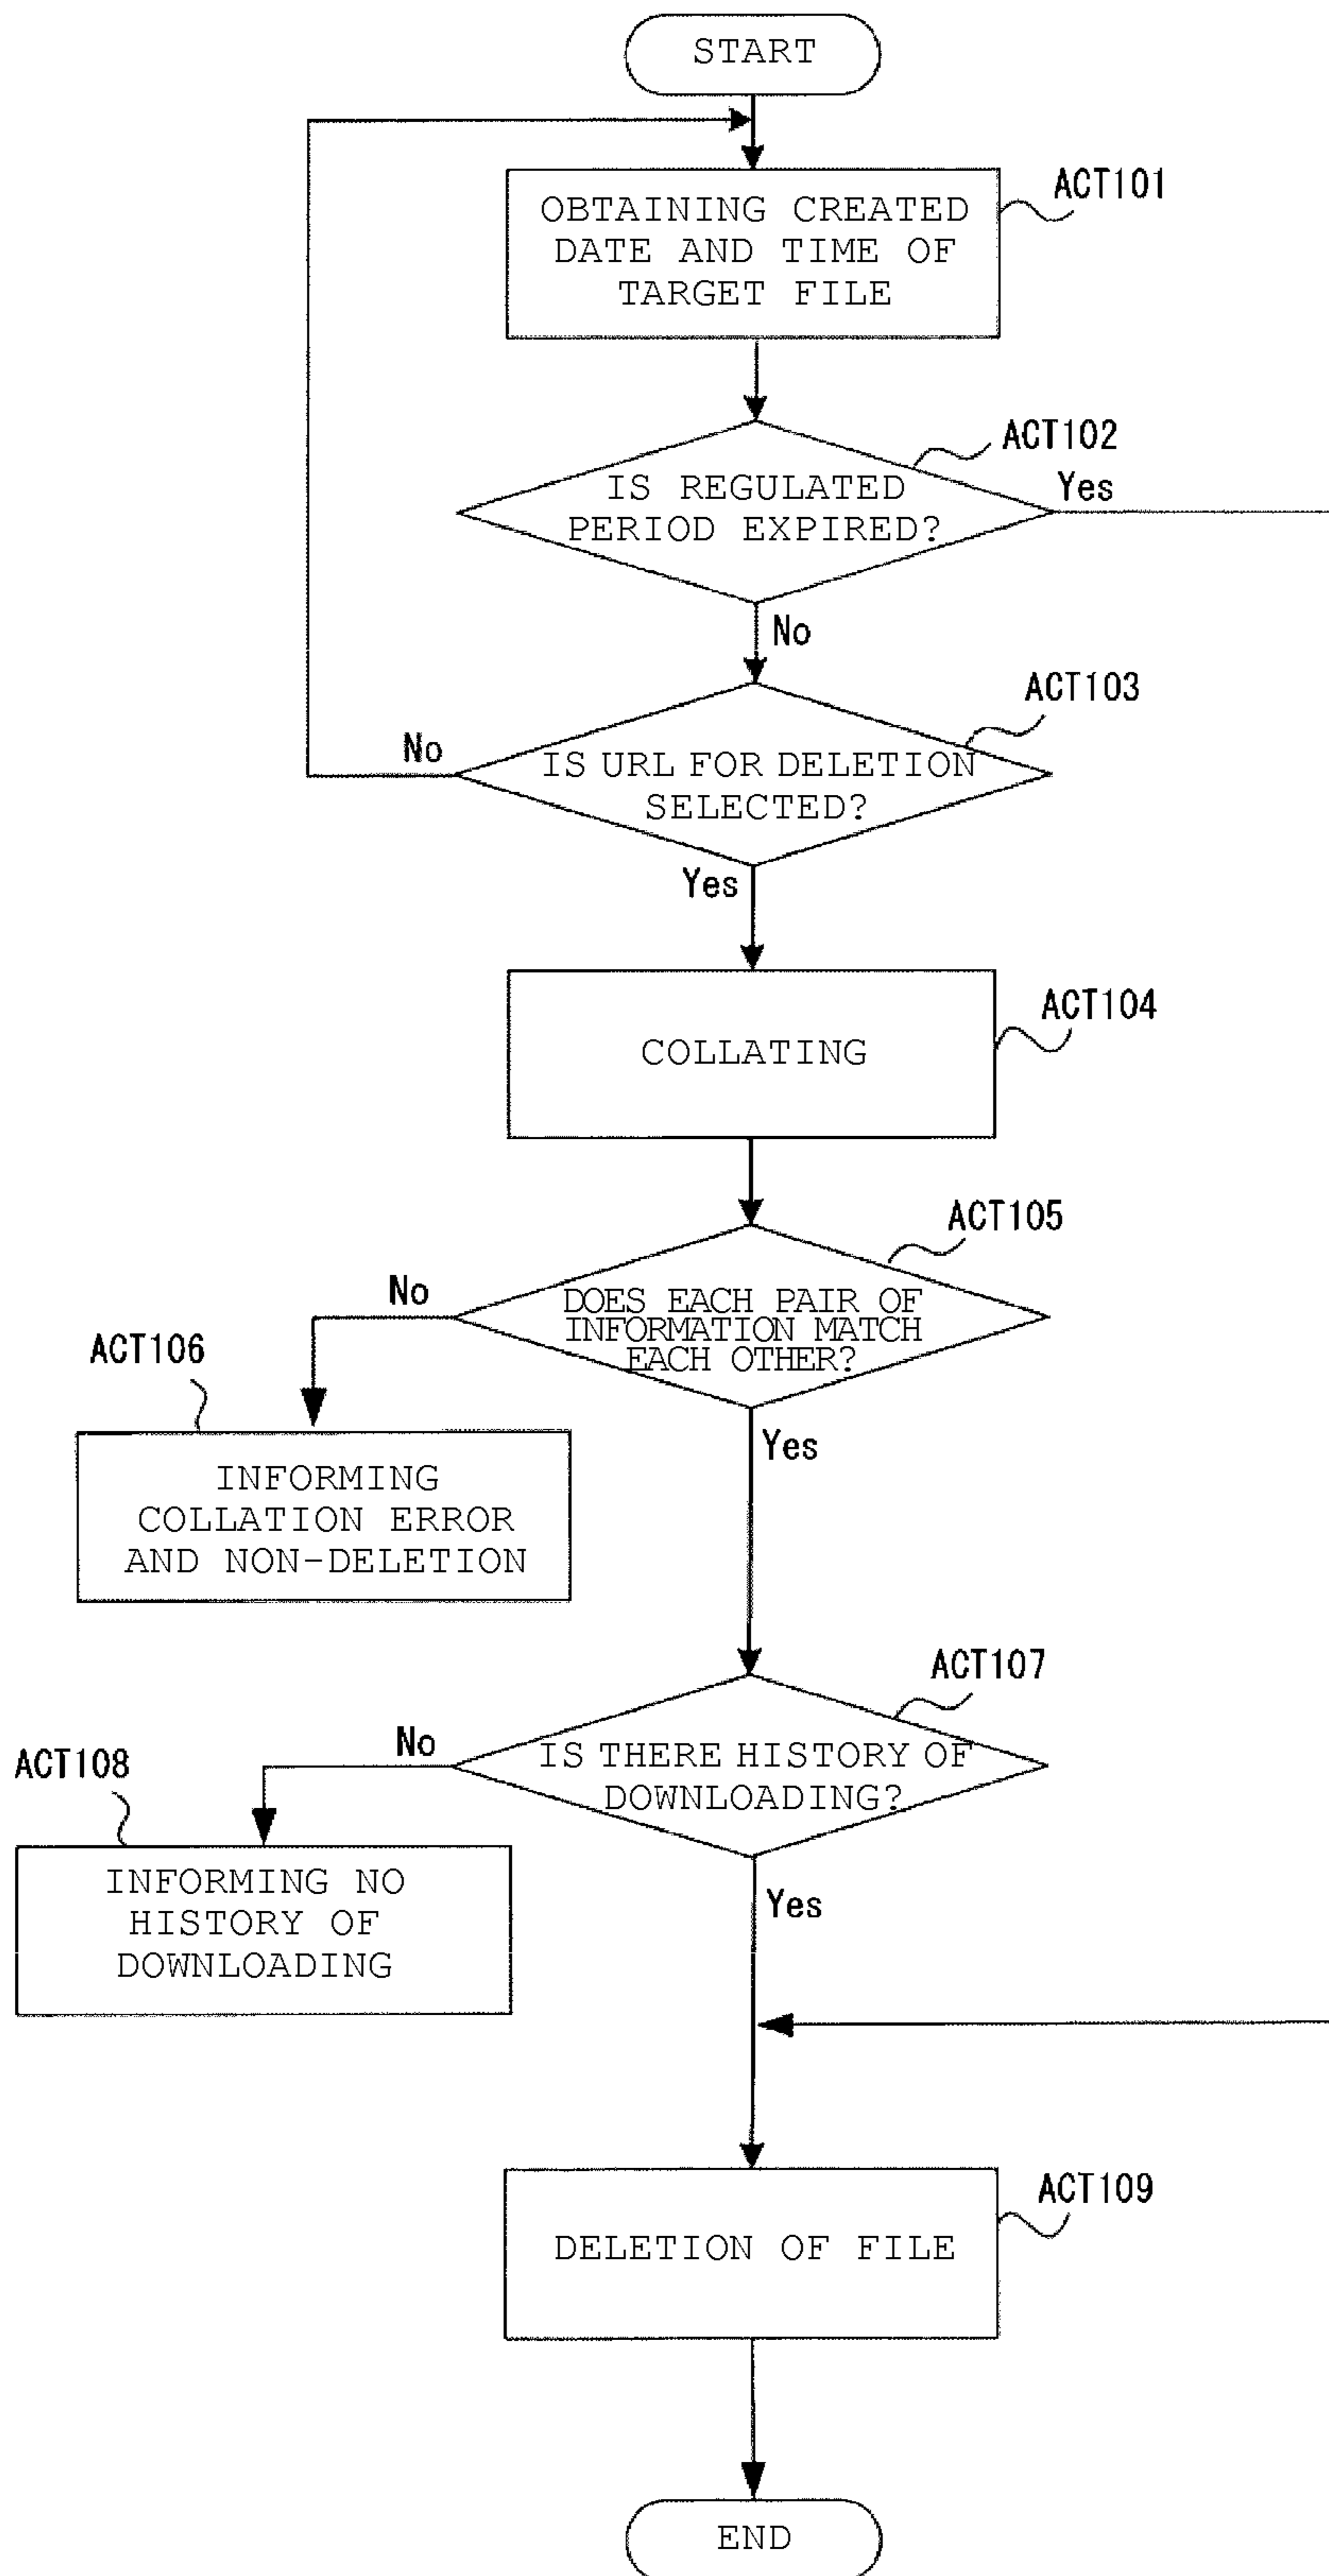 START
ACT101
OBTAINING CREATED
DATE AND TIME OF
TARGET FILE
ACT102
IS REGULATED
PERIOD EXPIRED?
Yes
No
ACT103
IS URL FOR DELETION
SELECTED?
No
Yes
ACT104
COLLATING
ACT105
DOES EACH PAIR OF
INFORMATION MATCH
EACH OTHER?
No
Yes
ACT106
INFORMING
COLLATION ERROR
AND NON-DELETION
ACT107
IS THERE HISTORY OF
DOWNLOADING?
No
Yes
ACT108
INFORMING NO
HISTORY OF
DOWNLOADING
ACT109
DELETION OF FILE
END